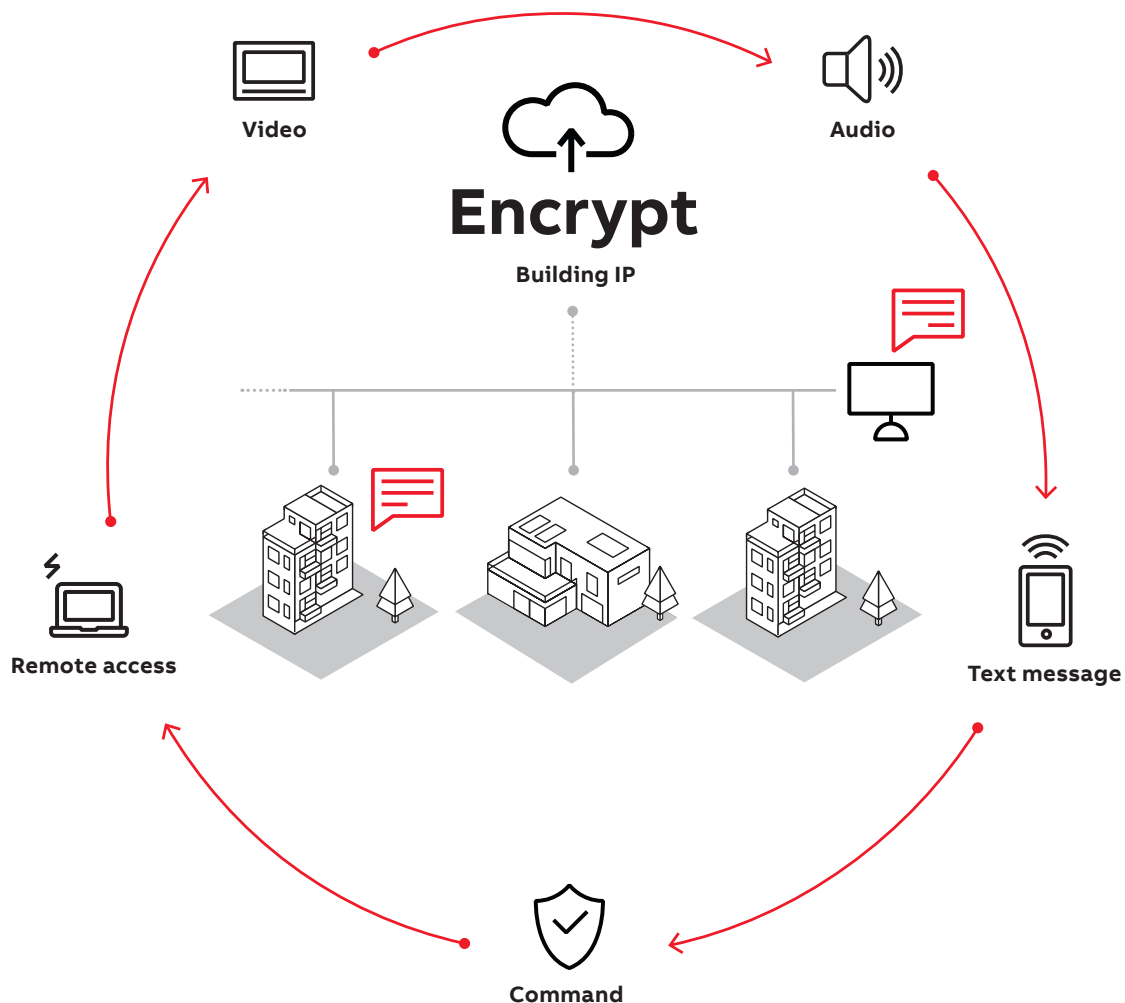 Video
Audio
Encrypt
Building IP
Remote access
Text message
Command